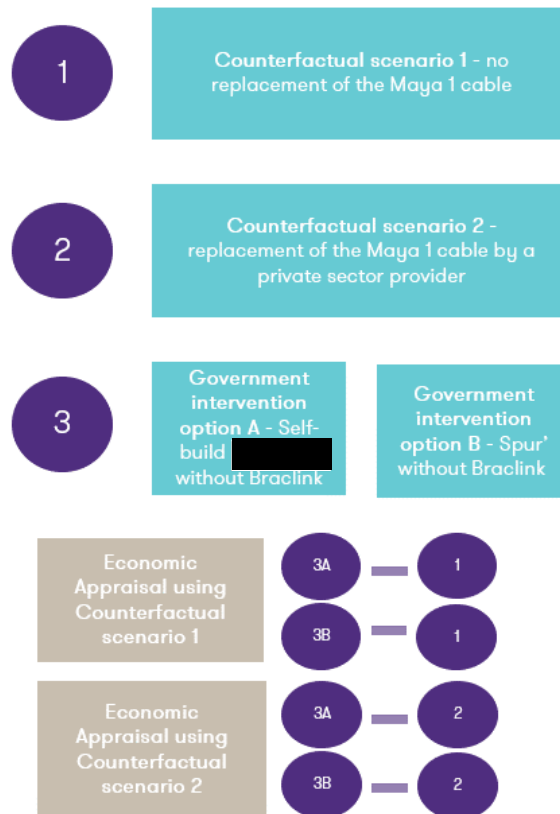 1
Counterfactual scenario 1 - no
replacement of the Maya 1 cable
2
Counterfactual scenario 2 -
replacement of the Maya 1 cable by a
private sector provider
3
Government
intervention
option A - Self-
build
without Braclink
Government
intervention
option B - Spur'
without Braclink
Economic
Appraisal using
Counterfactual
scenario 1
3A
1
3B
1
Economic
Appraisal using
Counterfactual
scenario 2
3A
2
3B
2